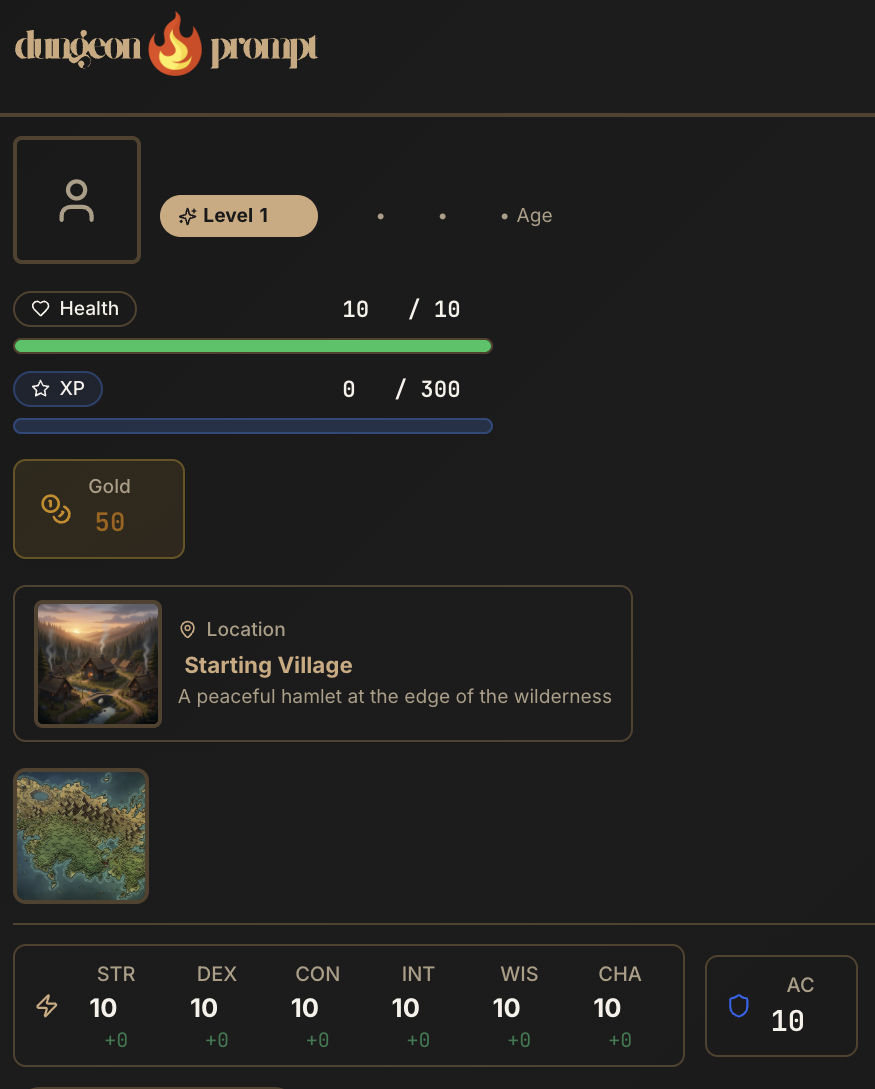 dungeon prompt
Level 1 • • • Age
Health 10 / 10
XP 0 / 300
Gold
50
Location
Starting Village
A peaceful hamlet at the edge of the wilderness
STR DEX CON INT WIS CHA AC
10 10 10 10 10 10 10
+0 +0 +0 +0 +0 +0